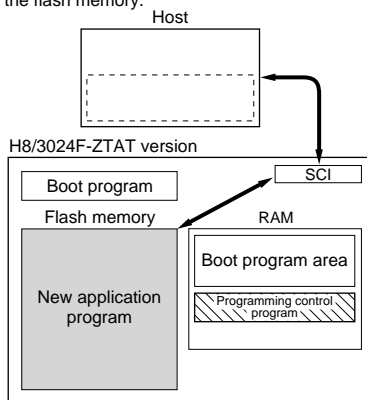 the flash memory.
Host
H8/3024F-ZTAT version
SCI
Boot program
Flash memory
RAM
Boot program area
New application
program
Programming control
program